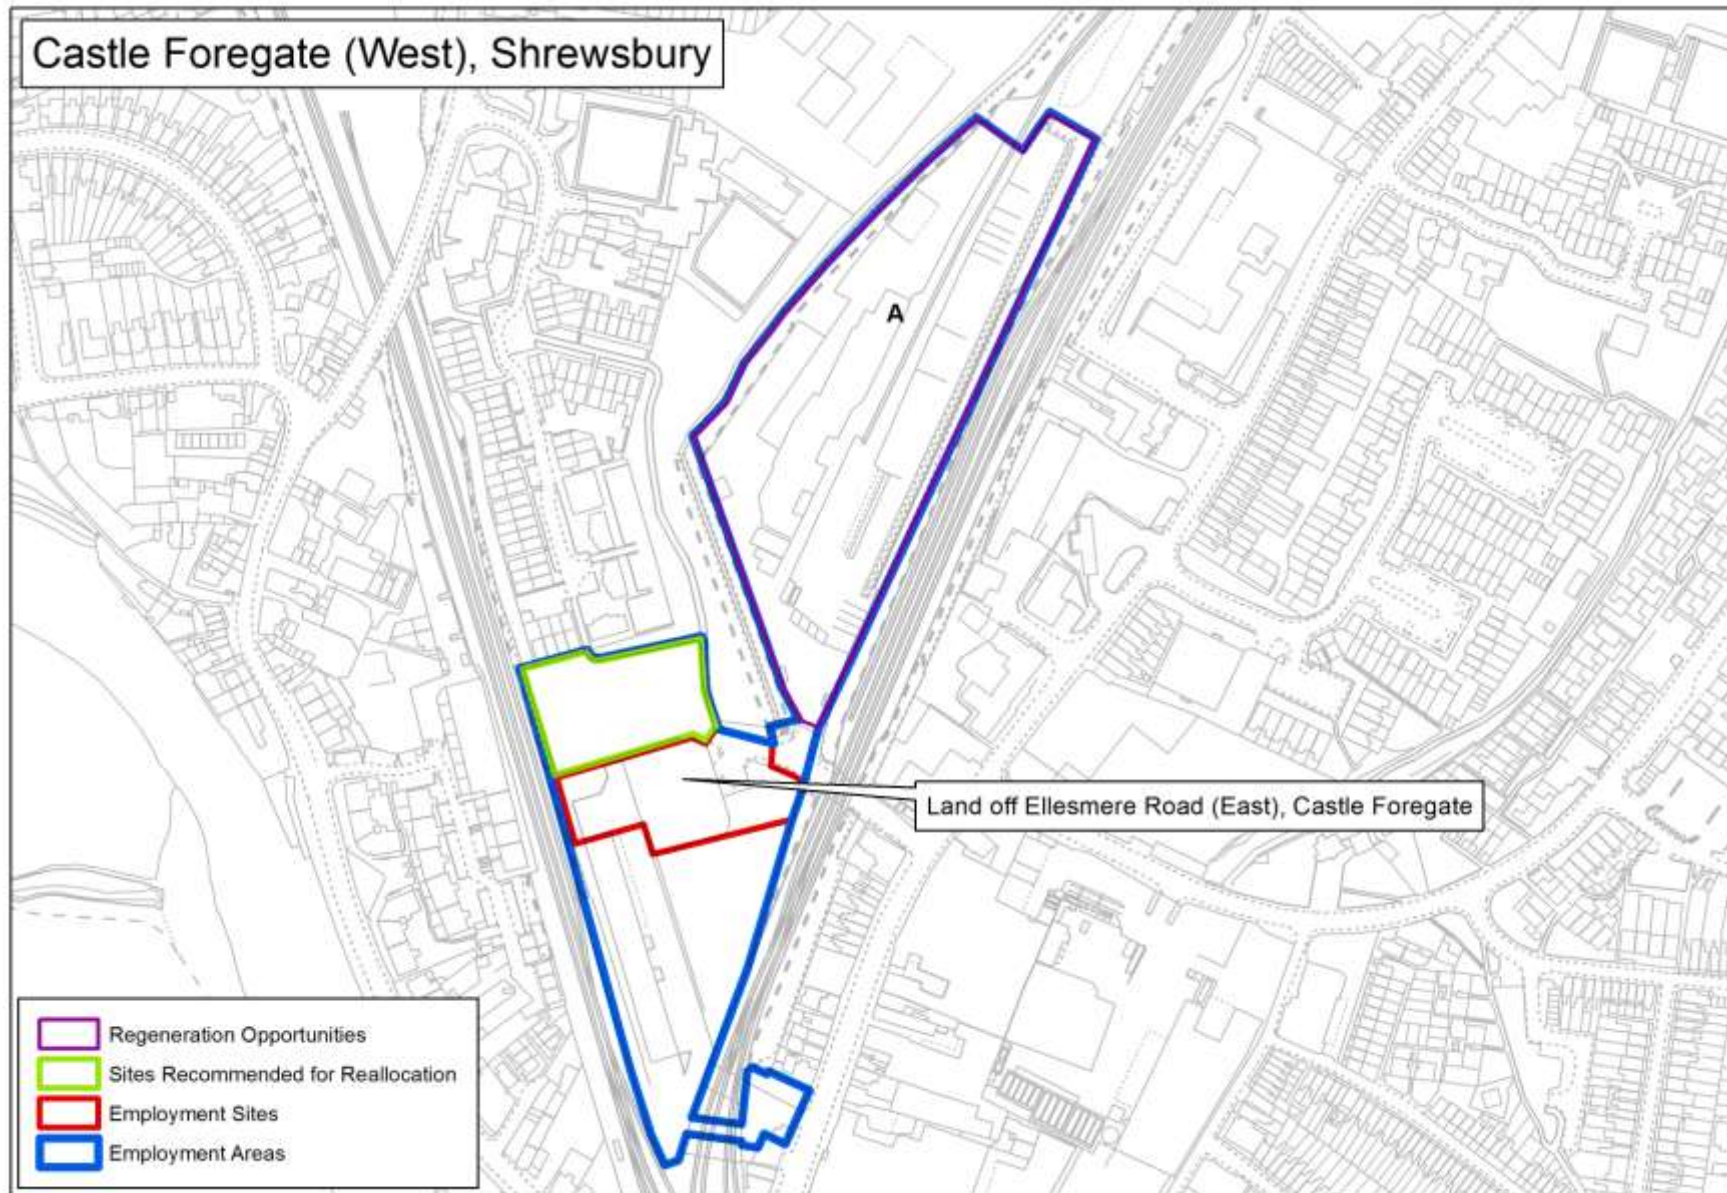 Castle Foregate (West), Shrewsbury
A
Land off Ellesmere Road (East), Castle Foregate
Regeneration Opportunities
Sites Recommended for Reallocation
Employment Sites
Employment Areas